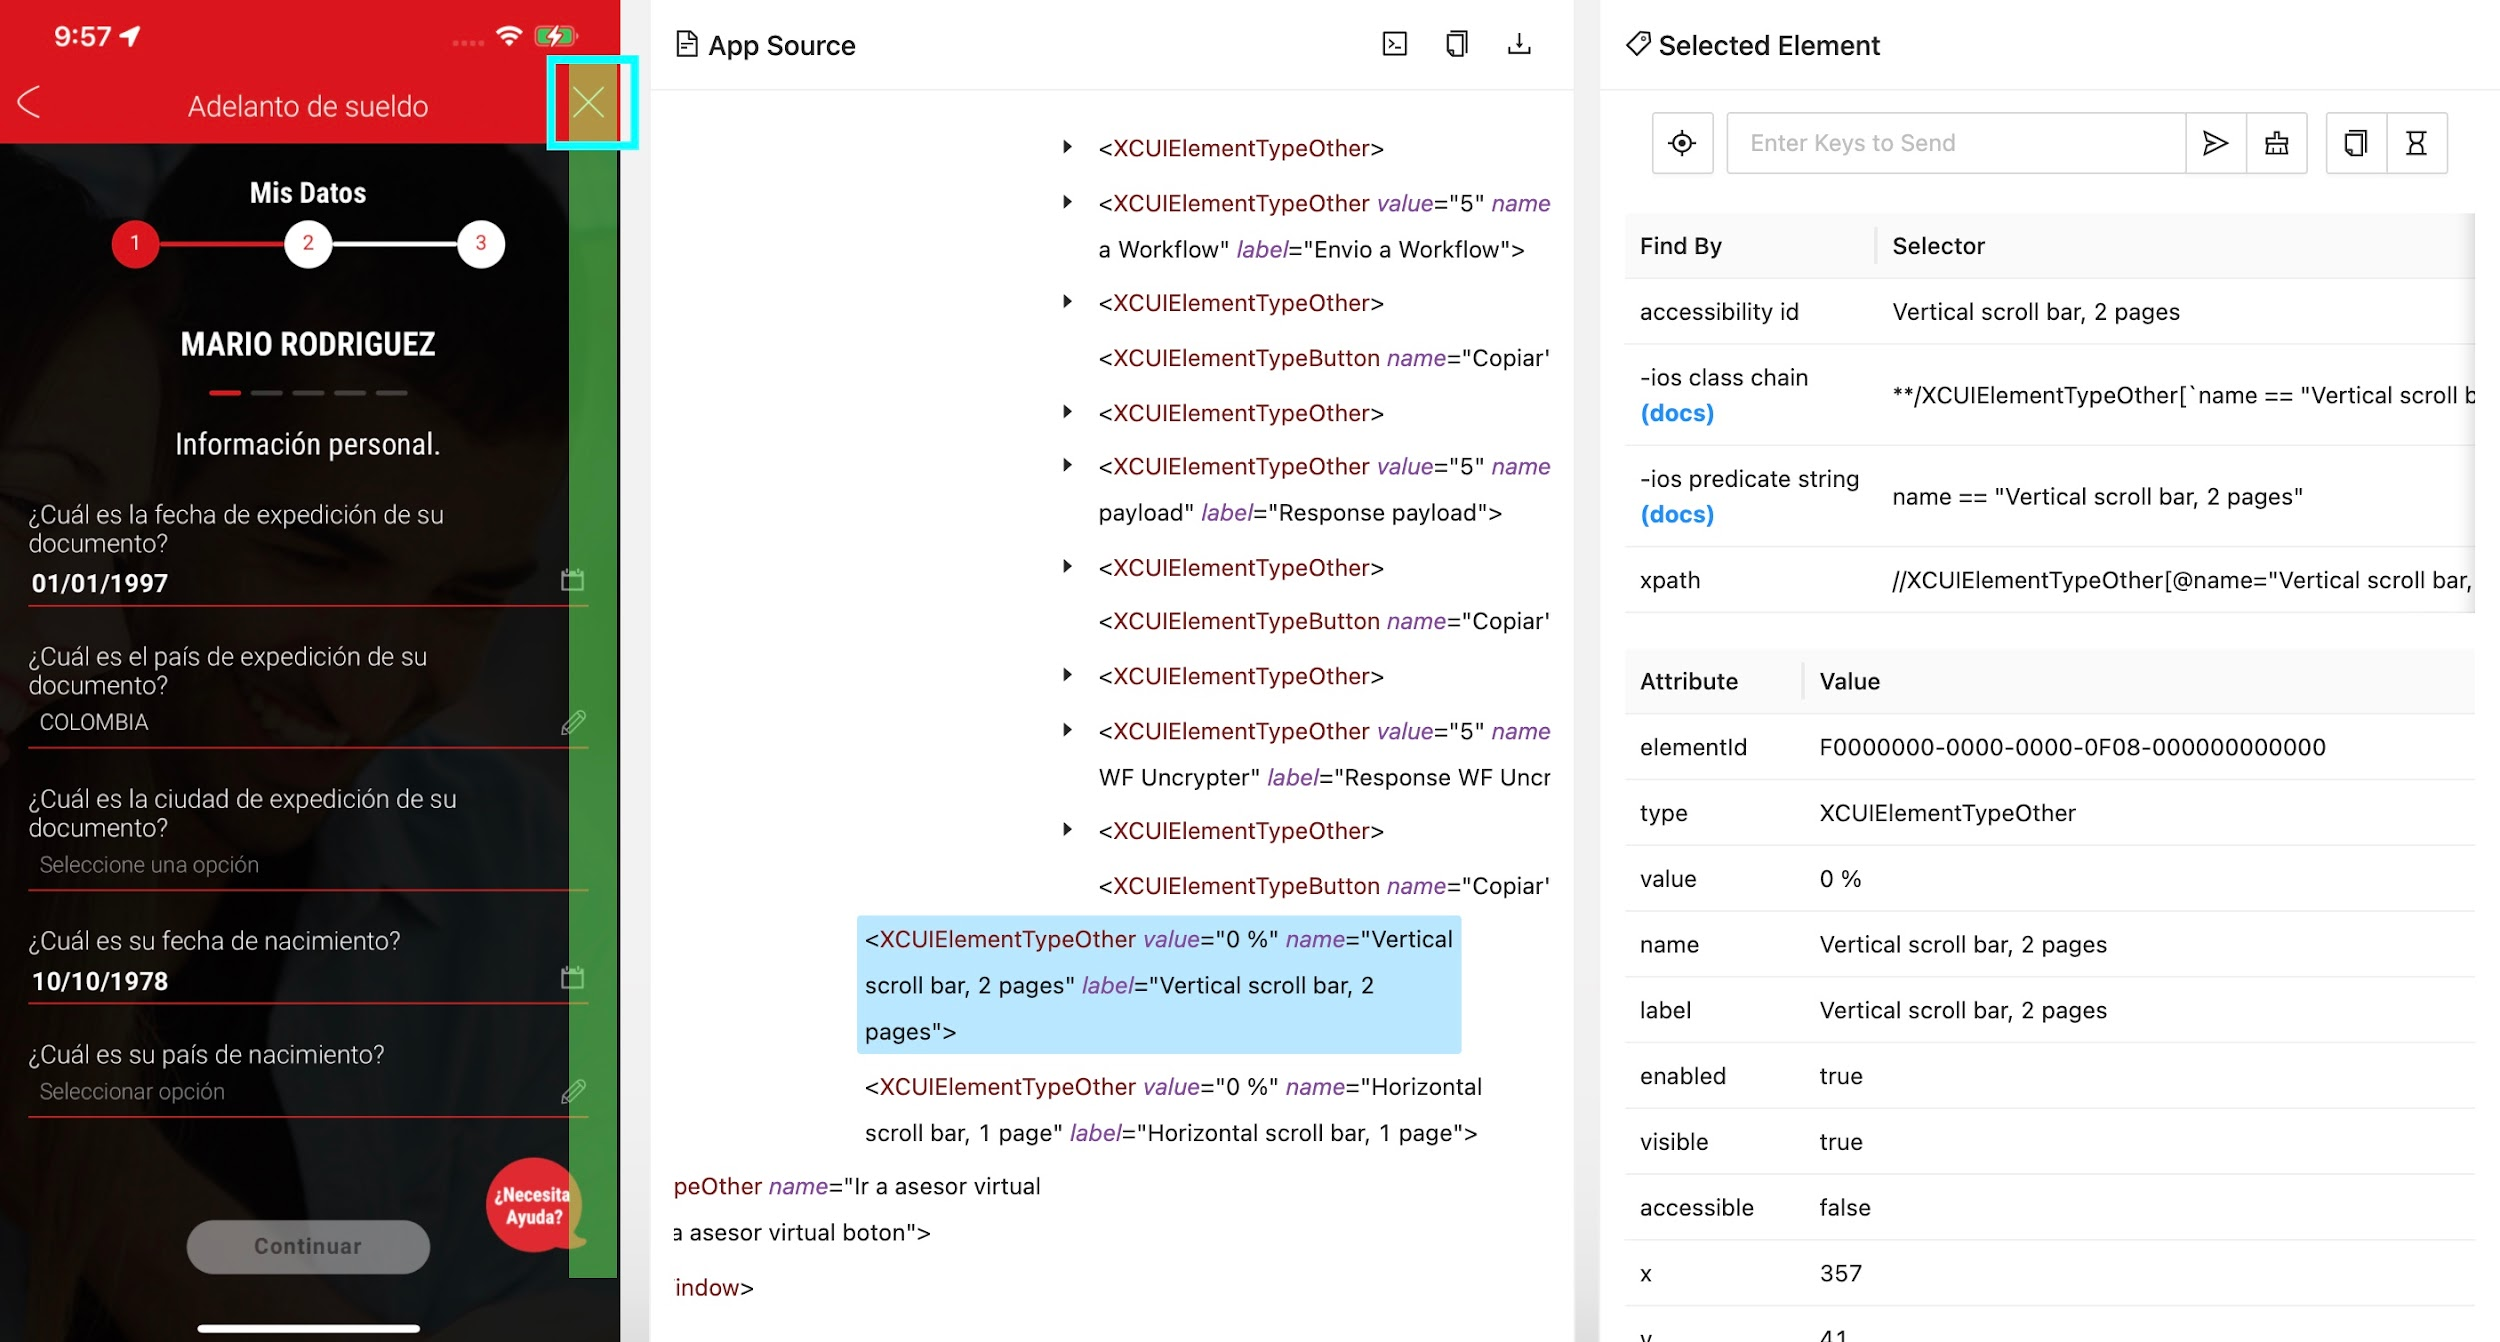 9:57
Adelanto de sueldo
Mis Datos
1 2 3
MARIO RODRIGUEZ
Información personal.
¿Cuál es la fecha de expedición de su
documento?
01/01/1997
¿Cuál es el país de expedición de su
documento?
COLOMBIA
¿Cuál es la ciudad de expedición de su
documento?
Seleccione una opción
¿Cuál es su fecha de nacimiento?
10/10/1978
¿Cuál es su país de nacimiento?
Seleccionar opción
¿Necesita
Ayuda?
Continuar
App Source
<XCUIElementTypeOther>
<XCUIElementTypeOther value="5" name
a Workflow" label="Envio a Workflow">
<XCUIElementTypeOther>
<XCUIElementTypeButton name="Copiar"
<XCUIElementTypeOther>
<XCUIElementTypeOther value="5" name
payload" label="Response payload">
<XCUIElementTypeOther>
<XCUIElementTypeButton name="Copiar"
<XCUIElementTypeOther>
<XCUIElementTypeOther value="5" name
WF Uncrypter" label="Response WF Uncr
<XCUIElementTypeOther>
<XCUIElementTypeButton name="Copiar"
<XCUIElementTypeOther value="0 %" name="Vertical
scroll bar, 2 pages" label="Vertical scroll bar, 2
pages">
<XCUIElementTypeOther value="0 %" name="Horizontal
scroll bar, 1 page" label="Horizontal scroll bar, 1 page">
peOther name="Ir a asesor virtual
a asesor virtual boton">
indow>
Selected Element
Enter Keys to Send
Find By Selector
accessibility id Vertical scroll bar, 2 pages
-ios class chain
(docs) **/XCUIElementTypeOther[`name == "Vertical scroll b
-ios predicate string
(docs) name == "Vertical scroll bar, 2 pages"
xpath //XCUIElementTypeOther[@name="Vertical scroll bar,
Attribute Value
elementId F0000000-0000-0000-0F08-000000000000
type XCUIElementTypeOther
value 0 %
name Vertical scroll bar, 2 pages
label Vertical scroll bar, 2 pages
enabled true
visible true
accessible false
x 357
y 41